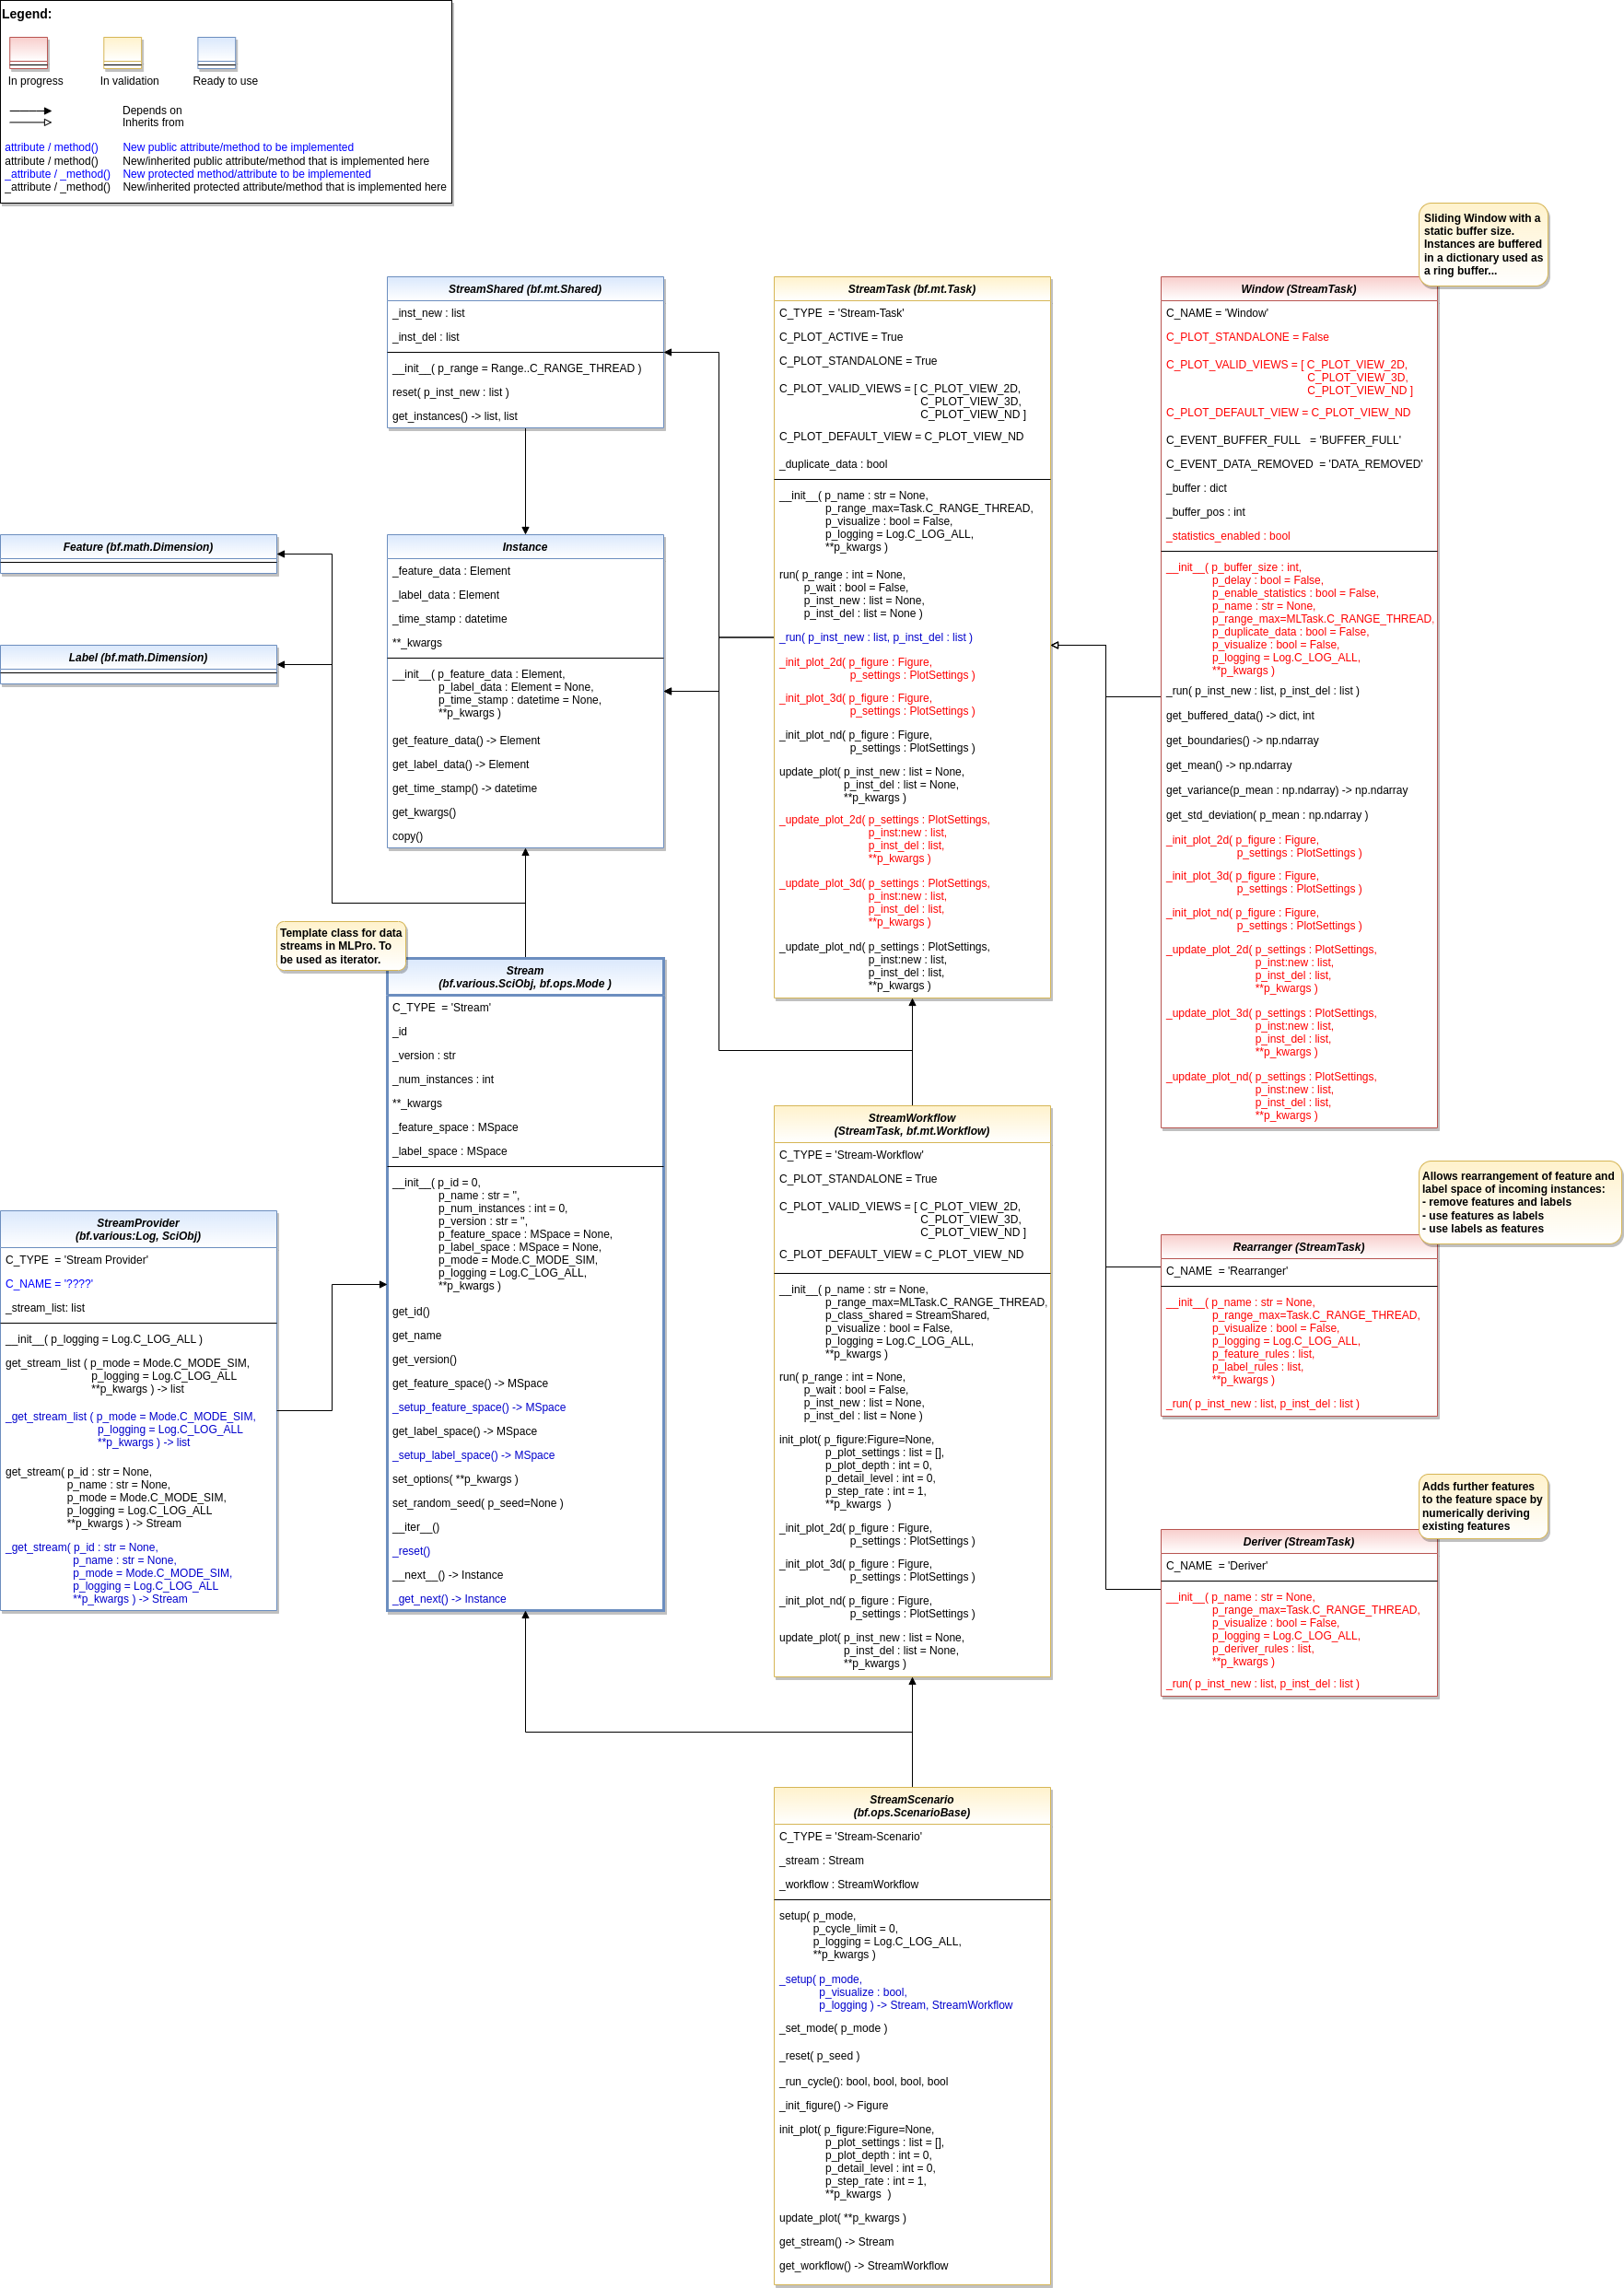 Legend:
In progress
In validation
Ready to use
Depends on
Inherits from
attribute / method() New public attribute/method to be implemented
attribute / method() New/inherited public attribute/method that is implemented here
_attribute / _method() New protected method/attribute to be implemented
_attribute / _method() New/inherited protected attribute/method that is implemented here
StreamShared (bf.mt.Shared)
_inst_new : list
_inst_del : list
__init__( p_range = Range..C_RANGE_THREAD )
reset( p_inst_new : list )
get_instances() -> list, list
Feature (bf.math.Dimension)
Label (bf.math.Dimension)
Instance
_feature_data : Element
_label_data : Element
_time_stamp : datetime
**_kwargs
__init__( p_feature_data : Element,
p_label_data : Element = None,
p_time_stamp : datetime = None,
**p_kwargs )
get_feature_data() -> Element
get_label_data() -> Element
get_time_stamp() -> datetime
get_kwargs()
copy()
Template class for data
streams in MLPro. To
be used as iterator.
Stream
(bf.various.SciObj, bf.ops.Mode )
C_TYPE = 'Stream'
_id
_version : str
_num_instances : int
**_kwargs
_feature_space : MSpace
_label_space : MSpace
__init__( p_id = 0,
p_name : str = '',
p_num_instances : int = 0,
p_version : str = '',
p_feature_space : MSpace = None,
p_label_space : MSpace = None,
p_mode = Mode.C_MODE_SIM,
p_logging = Log.C_LOG_ALL,
**p_kwargs )
get_id()
get_name
get_version()
get_feature_space() -> MSpace
_setup_feature_space() -> MSpace
get_label_space() -> MSpace
_setup_label_space() -> MSpace
set_options( **p_kwargs )
set_random_seed( p_seed=None )
__iter__()
_reset()
__next__() -> Instance
_get_next() -> Instance
StreamProvider
(bf.various:Log, SciObj)
C_TYPE = 'Stream Provider'
C_NAME = '????'
_stream_list: list
__init__( p_logging = Log.C_LOG_ALL )
get_stream_list ( p_mode = Mode.C_MODE_SIM,
p_logging = Log.C_LOG_ALL
**p_kwargs ) -> list
_get_stream_list ( p_mode = Mode.C_MODE_SIM,
p_logging = Log.C_LOG_ALL
**p_kwargs ) -> list
get_stream( p_id : str = None,
p_name : str = None,
p_mode = Mode.C_MODE_SIM,
p_logging = Log.C_LOG_ALL
**p_kwargs ) -> Stream
_get_stream( p_id : str = None,
p_name : str = None,
p_mode = Mode.C_MODE_SIM,
p_logging = Log.C_LOG_ALL
**p_kwargs ) -> Stream
StreamTask (bf.mt.Task)
C_TYPE = 'Stream-Task'
C_PLOT_ACTIVE = True
C_PLOT_STANDALONE = True
C_PLOT_VALID_VIEWS = [ C_PLOT_VIEW_2D,
C_PLOT_VIEW_3D,
C_PLOT_VIEW_ND ]
C_PLOT_DEFAULT_VIEW = C_PLOT_VIEW_ND
_duplicate_data : bool
__init__( p_name : str = None,
p_range_max=Task.C_RANGE_THREAD,
p_visualize : bool = False,
p_logging = Log.C_LOG_ALL,
**p_kwargs )
run( p_range : int = None,
p_wait : bool = False,
p_inst_new : list = None,
p_inst_del : list = None )
_run( p_inst_new : list, p_inst_del : list )
_init_plot_2d( p_figure : Figure,
p_settings : PlotSettings )
_init_plot_3d( p_figure : Figure,
p_settings : PlotSettings )
_init_plot_nd( p_figure : Figure,
p_settings : PlotSettings )
update_plot( p_inst_new : list = None,
p_inst_del : list = None,
**p_kwargs )
_update_plot_2d( p_settings : PlotSettings,
p_inst:new : list,
p_inst_del : list,
**p_kwargs )
_update_plot_3d( p_settings : PlotSettings,
p_inst:new : list,
p_inst_del : list,
**p_kwargs )
_update_plot_nd( p_settings : PlotSettings,
p_inst:new : list,
p_inst_del : list,
**p_kwargs )
StreamWorkflow
(StreamTask, bf.mt.Workflow)
C_TYPE = 'Stream-Workflow'
C_PLOT_STANDALONE = True
C_PLOT_VALID_VIEWS = [ C_PLOT_VIEW_2D,
C_PLOT_VIEW_3D,
C_PLOT_VIEW_ND ]
C_PLOT_DEFAULT_VIEW = C_PLOT_VIEW_ND
__init__( p_name : str = None,
p_range_max=MLTask.C_RANGE_THREAD,
p_class_shared = StreamShared,
p_visualize : bool = False,
p_logging = Log.C_LOG_ALL,
**p_kwargs )
run( p_range : int = None,
p_wait : bool = False,
p_inst_new : list = None,
p_inst_del : list = None )
init_plot( p_figure:Figure=None,
p_plot_settings : list = [],
p_plot_depth : int = 0,
p_detail_level : int = 0,
p_step_rate : int = 1,
**p_kwargs )
_init_plot_2d( p_figure : Figure,
p_settings : PlotSettings )
_init_plot_3d( p_figure : Figure,
p_settings : PlotSettings )
_init_plot_nd( p_figure : Figure,
p_settings : PlotSettings )
update_plot( p_inst_new : list = None,
p_inst_del : list = None,
**p_kwargs )
StreamScenario
(bf.ops.ScenarioBase)
C_TYPE = 'Stream-Scenario'
_stream : Stream
_workflow : StreamWorkflow
setup( p_mode,
p_cycle_limit = 0,
p_logging = Log.C_LOG_ALL,
**p_kwargs )
_setup( p_mode,
p_visualize : bool,
p_logging ) -> Stream, StreamWorkflow
_set_mode( p_mode )
_reset( p_seed )
_run_cycle(): bool, bool, bool, bool
_init_figure() -> Figure
init_plot( p_figure:Figure=None,
p_plot_settings : list = [],
p_plot_depth : int = 0,
p_detail_level : int = 0,
p_step_rate : int = 1,
**p_kwargs )
update_plot( **p_kwargs )
get_stream() -> Stream
get_workflow() -> StreamWorkflow
Sliding Window with a
static buffer size.
Instances are buffered
in a dictionary used as
a ring buffer...
Window (StreamTask)
C_NAME = 'Window'
C_PLOT_STANDALONE = False
C_PLOT_VALID_VIEWS = [ C_PLOT_VIEW_2D,
C_PLOT_VIEW_3D,
C_PLOT_VIEW_ND ]
C_PLOT_DEFAULT_VIEW = C_PLOT_VIEW_ND
C_EVENT_BUFFER_FULL = 'BUFFER_FULL'
C_EVENT_DATA_REMOVED = 'DATA_REMOVED'
_buffer : dict
_buffer_pos : int
_statistics_enabled : bool
__init__( p_buffer_size : int,
p_delay : bool = False,
p_enable_statistics : bool = False,
p_name : str = None,
p_range_max=MLTask.C_RANGE_THREAD,
p_duplicate_data : bool = False,
p_visualize : bool = False,
p_logging = Log.C_LOG_ALL,
**p_kwargs )
_run( p_inst_new : list, p_inst_del : list )
get_buffered_data() -> dict, int
get_boundaries() -> np.ndarray
get_mean() -> np.ndarray
get_variance(p_mean : np.ndarray) -> np.ndarray
get_std_deviation( p_mean : np.ndarray )
_init_plot_2d( p_figure : Figure,
p_settings : PlotSettings )
_init_plot_3d( p_figure : Figure,
p_settings : PlotSettings )
_init_plot_nd( p_figure : Figure,
p_settings : PlotSettings )
_update_plot_2d( p_settings : PlotSettings,
p_inst:new : list,
p_inst_del : list,
**p_kwargs )
_update_plot_3d( p_settings : PlotSettings,
p_inst:new : list,
p_inst_del : list,
**p_kwargs )
_update_plot_nd( p_settings : PlotSettings,
p_inst:new : list,
p_inst_del : list,
**p_kwargs )
Allows rearrangement of feature and
label space of incoming instances:
- remove features and labels
- use features as labels
- use labels as features
Rearranger (StreamTask)
C_NAME = 'Rearranger'
__init__( p_name : str = None,
p_range_max=Task.C_RANGE_THREAD,
p_visualize : bool = False,
p_logging = Log.C_LOG_ALL,
p_feature_rules : list,
p_label_rules : list,
**p_kwargs )
_run( p_inst_new : list, p_inst_del : list )
Adds further features
to the feature space by
numerically deriving
existing features
Deriver (StreamTask)
C_NAME = 'Deriver'
__init__( p_name : str = None,
p_range_max=Task.C_RANGE_THREAD,
p_visualize : bool = False,
p_logging = Log.C_LOG_ALL,
p_deriver_rules : list,
**p_kwargs )
_run( p_inst_new : list, p_inst_del : list )